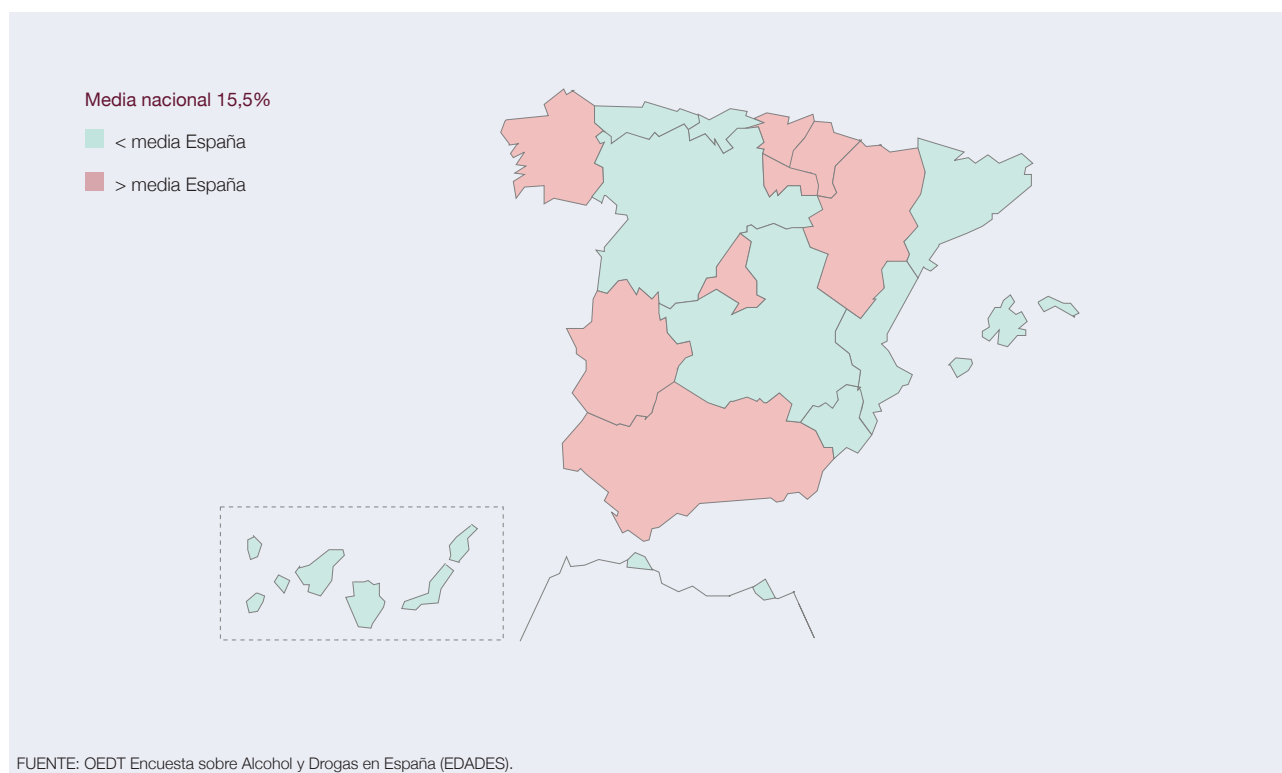 Media nacional 15,5%
< media España
> media España
FUENTE: OEDT Encuesta sobre Alcohol y Drogas en España (EDADES).